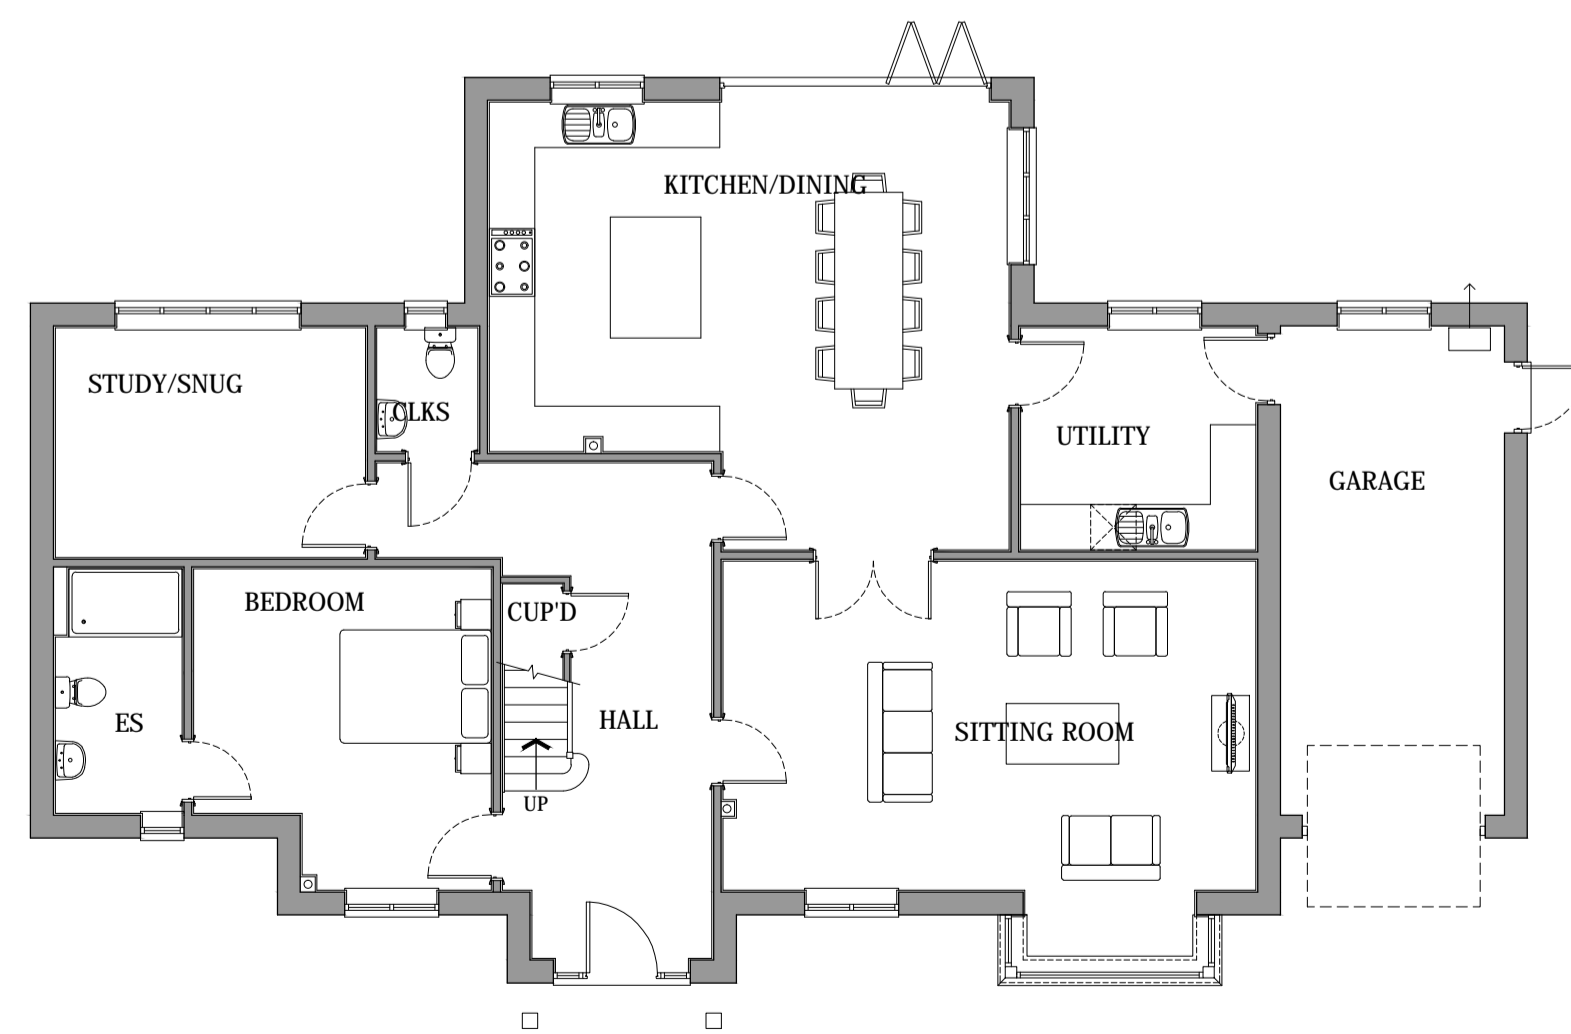 KITCHEN/DINING
STUDY/SNUG
CLKS
UTILITY
GARAGE
BEDROOM
CUP'D
ES
HALL
SITTING ROOM
UP